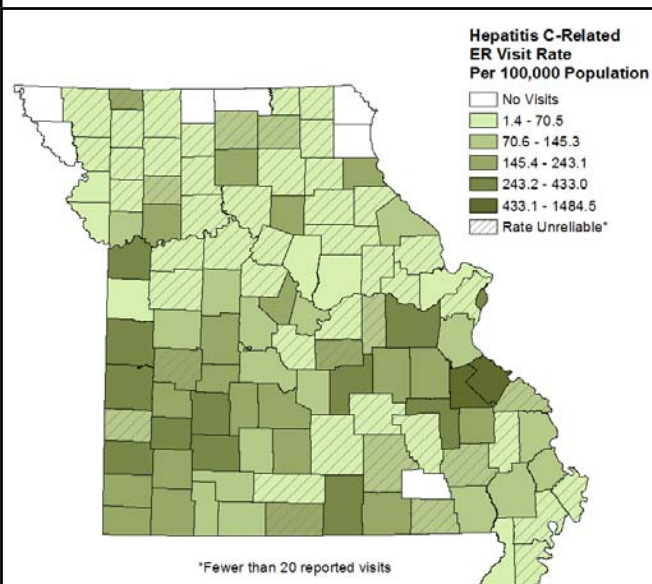 Hepatitis C-Related
ER Visit Rate
Per 100,000 Population
No Visits
1.4 - 70.5
70.6 - 145.3
145.4 - 243.1
243.2 - 433.0
433.1 - 1484.5
Rate Unreliable*
*Fewer than 20 reported visits